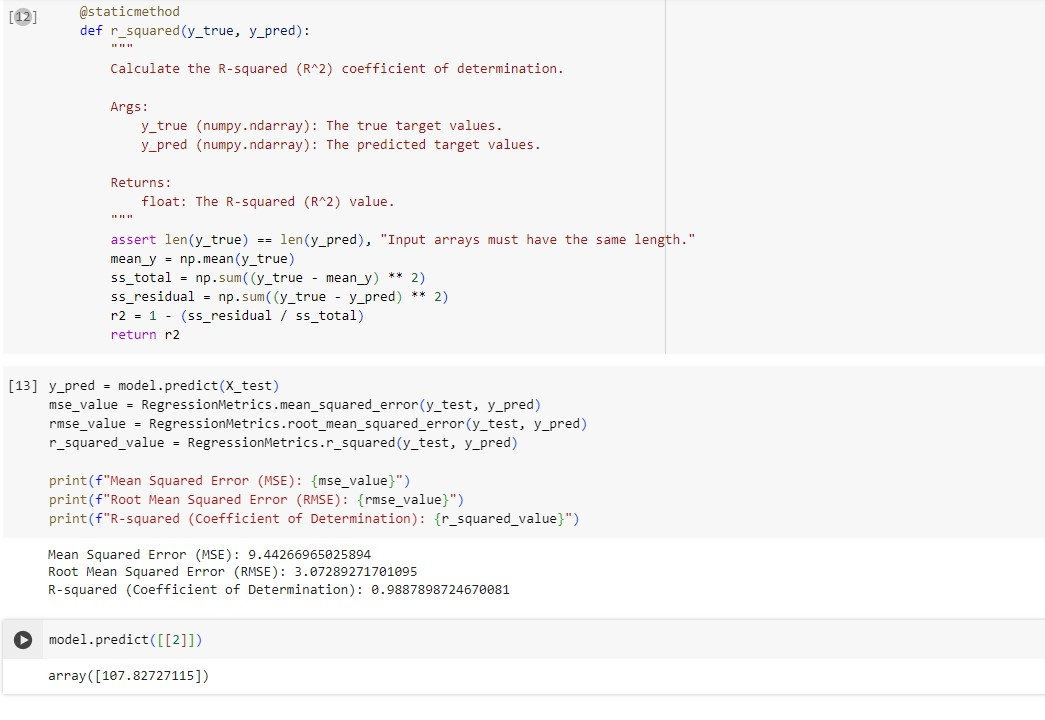 [12]
@staticmethod
def r_squared(y_true, y_pred):
"""
Calculate the R-squared (R^2) coefficient of determination.
Args:
y_true (numpy.ndarray): The true target values.
y_pred (numpy.ndarray): The predicted target values.
Returns:
float: The R-squared (R^2) value.
"""
assert len(y_true) == len(y_pred), "Input arrays must have the same length."
mean_y = np.mean(y_true)
ss_total = np.sum((y_true - mean_y) ** 2)
ss_residual = np.sum((y_true - y_pred) ** 2)
r2 = 1 - (ss_residual / ss_total)
return r2
[13] y_pred = model.predict(X_test)
mse_value = RegressionMetrics.mean_squared_error(y_test, y_pred)
rmse_value = RegressionMetrics.root_mean_squared_error(y_test, y_pred)
r_squared_value = RegressionMetrics.r_squared(y_test, y_pred)
print(f"Mean Squared Error (MSE): {mse_value}")
print(f"Root Mean Squared Error (RMSE): {rmse_value}")
print(f"R-squared (Coefficient of Determination): {r_squared_value}")
Mean Squared Error (MSE): 9.44266965025894
Root Mean Squared Error (RMSE): 3.07289271701095
R-squared (Coefficient of Determination): 0.9887898724670081
model.predict([[2]])
array([107.82727115])